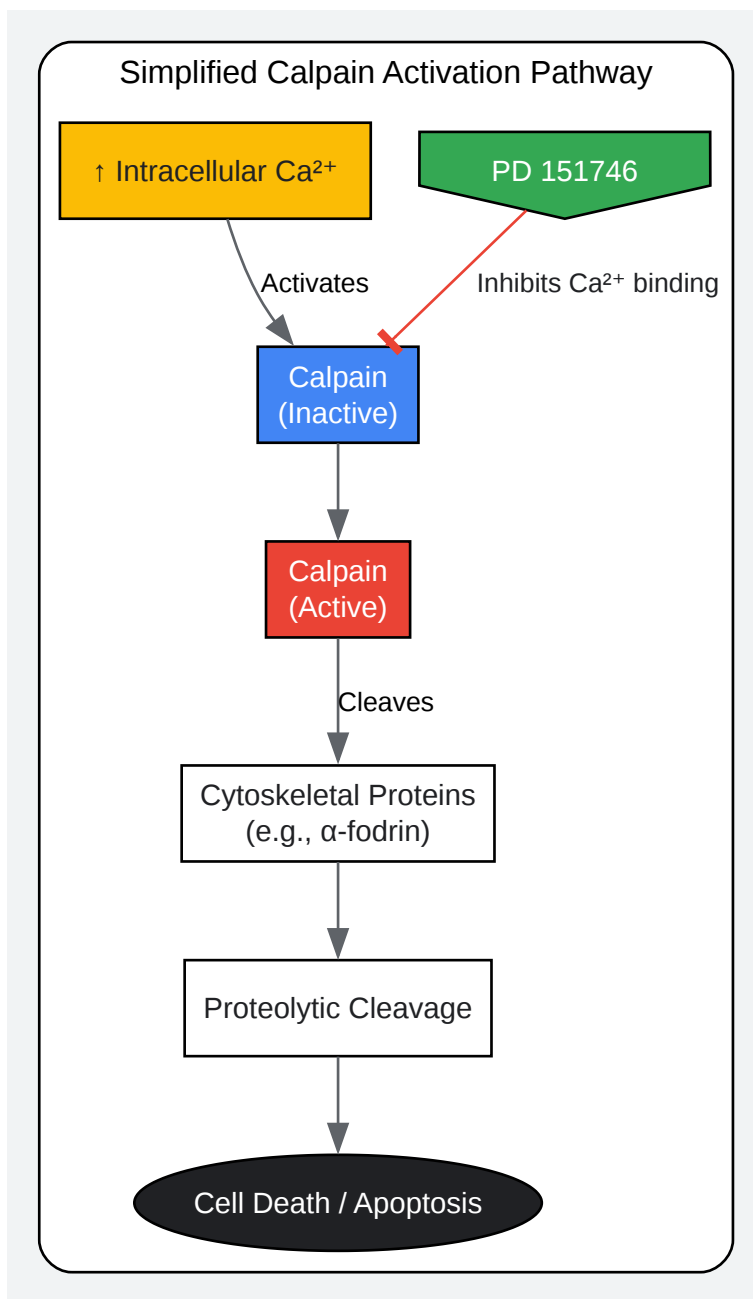 Simplified Calpain Activation Pathway
↑ Intracellular Ca²⁺
PD 151746
Activates
Inhibits Ca²⁺ binding
Calpain
(Inactive)
Calpain
(Active)
Cleaves
Cytoskeletal Proteins
(e.g., α-fodrin)
Proteolytic Cleavage
Cell Death / Apoptosis